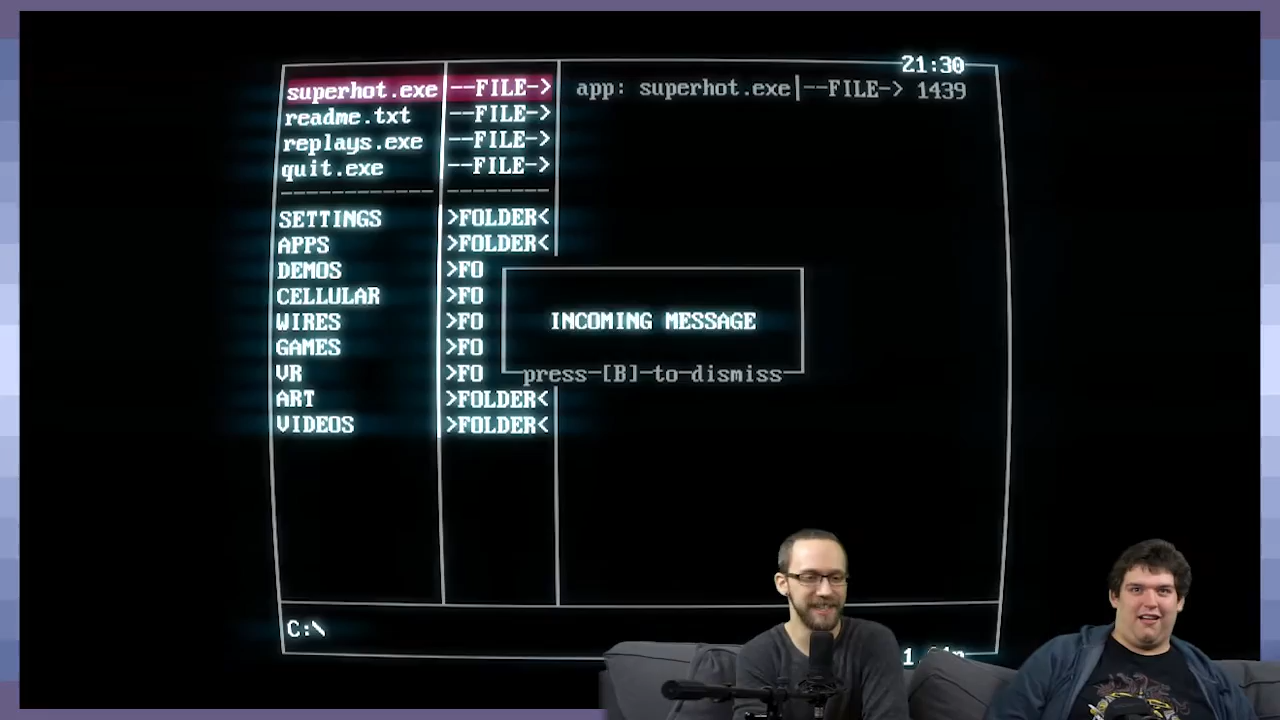 21:30
superhot.exe --FILE-> app: superhot.exe|--FILE-> 1439
readme.txt --FILE->
replays.exe --FILE->
quit.exe --FILE->
SETTINGS >FOLDER<
APPS >FOLDER<
DEMOS >FO
CELLULAR >FO
WIRES >FO
GAMES >FO
VR >FO
ART >FOLDER<
VIDEOS >FOLDER<
INCOMING MESSAGE
press-[B]-to-dismiss
C:\